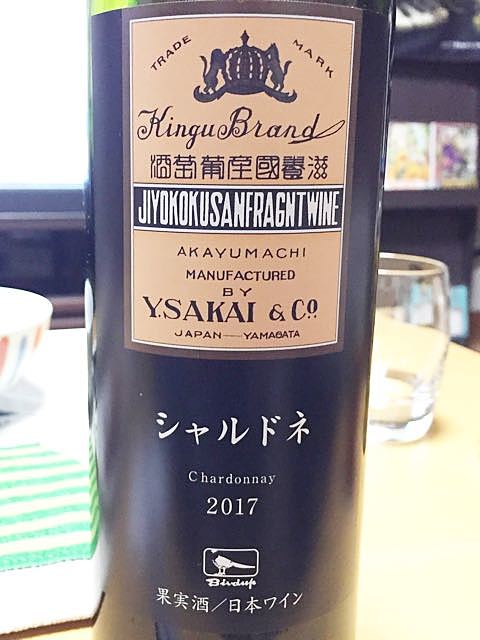 TRADE MARK
Kingu Brand
酒萄葡産國養滋
JIYOKOKUSANFRAGNTWINE
AKAYUMACHI
MANUFACTURED
BY
Y.SAKAI & Co.
JAPAN—YAMAGATA
シャルドネ
Chardonnay
2017
Birdup
果実酒/日本ワイン